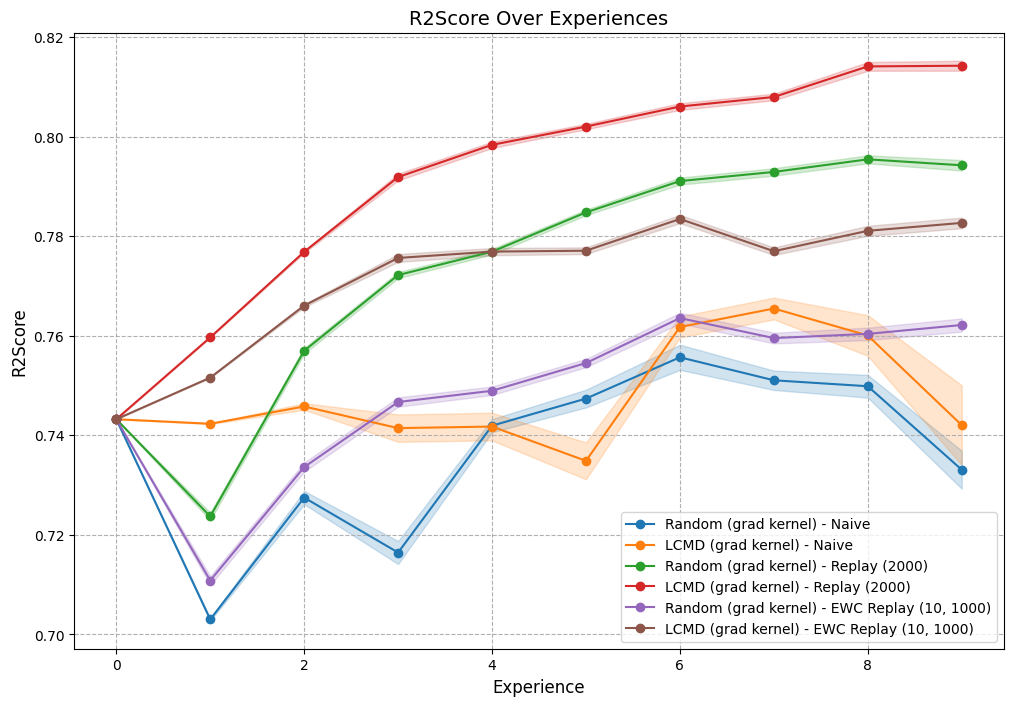 R2Score Over Experiences
R2Score
0.82
0.80
0.78
0.76
0.74
0.72
0.70
0
2
4
6
8
Experience
Random (grad kernel) - Naive
LCMD (grad kernel) - Naive
Random (grad kernel) - Replay (2000)
LCMD (grad kernel) - Replay (2000)
Random (grad kernel) - EWC Replay (10, 1000)
LCMD (grad kernel) - EWC Replay (10, 1000)